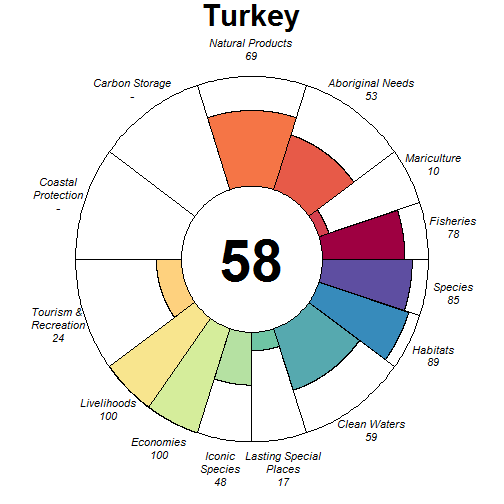 Turkey
Natural Products
69
Carbon Storage
-
Aboriginal Needs
53
Mariculture
10
Coastal
Protection
-
Fisheries
78
58
Species
85
Tourism &
Recreation
24
Habitats
89
Livelihoods
100
Clean Waters
59
Economies
100
Iconic
Species
48
Lasting Special
Places
17